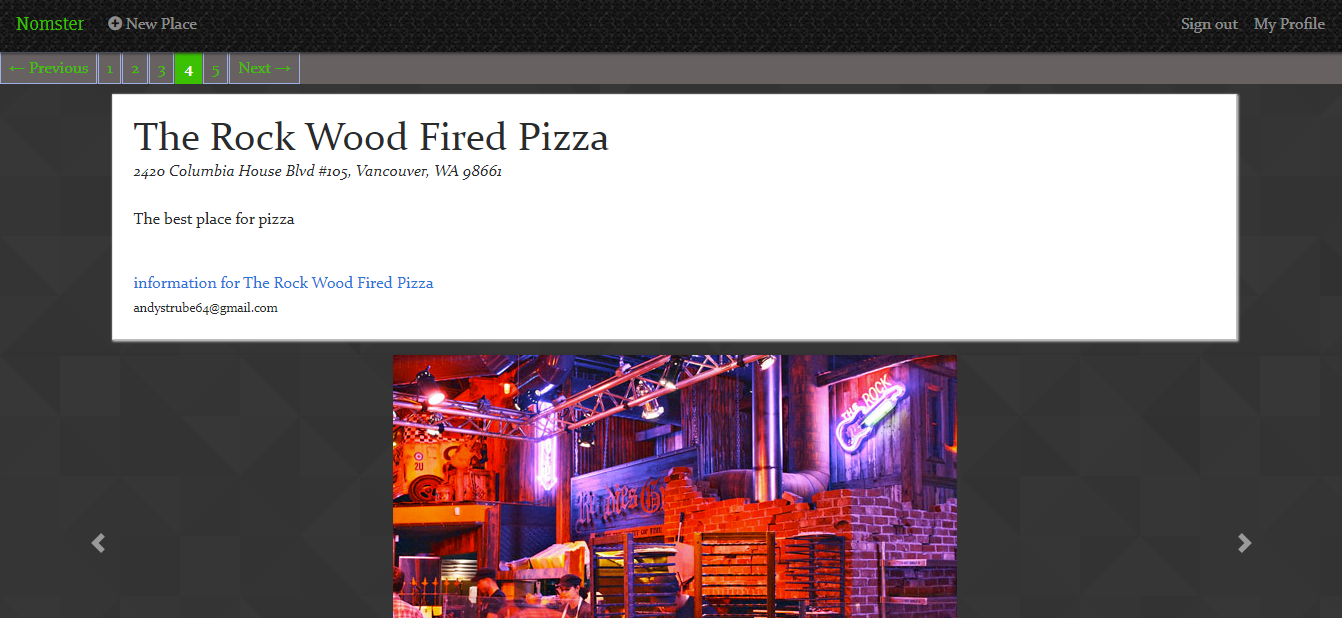 Nomster New Place Sign out My Profile
← Previous 1 2 3 4 5 Next →
The Rock Wood Fired Pizza
2420 Columbia House Blvd #105, Vancouver, WA 98661
The best place for pizza
information for The Rock Wood Fired Pizza
andystrube64@gmail.com
THE ROCK
2U